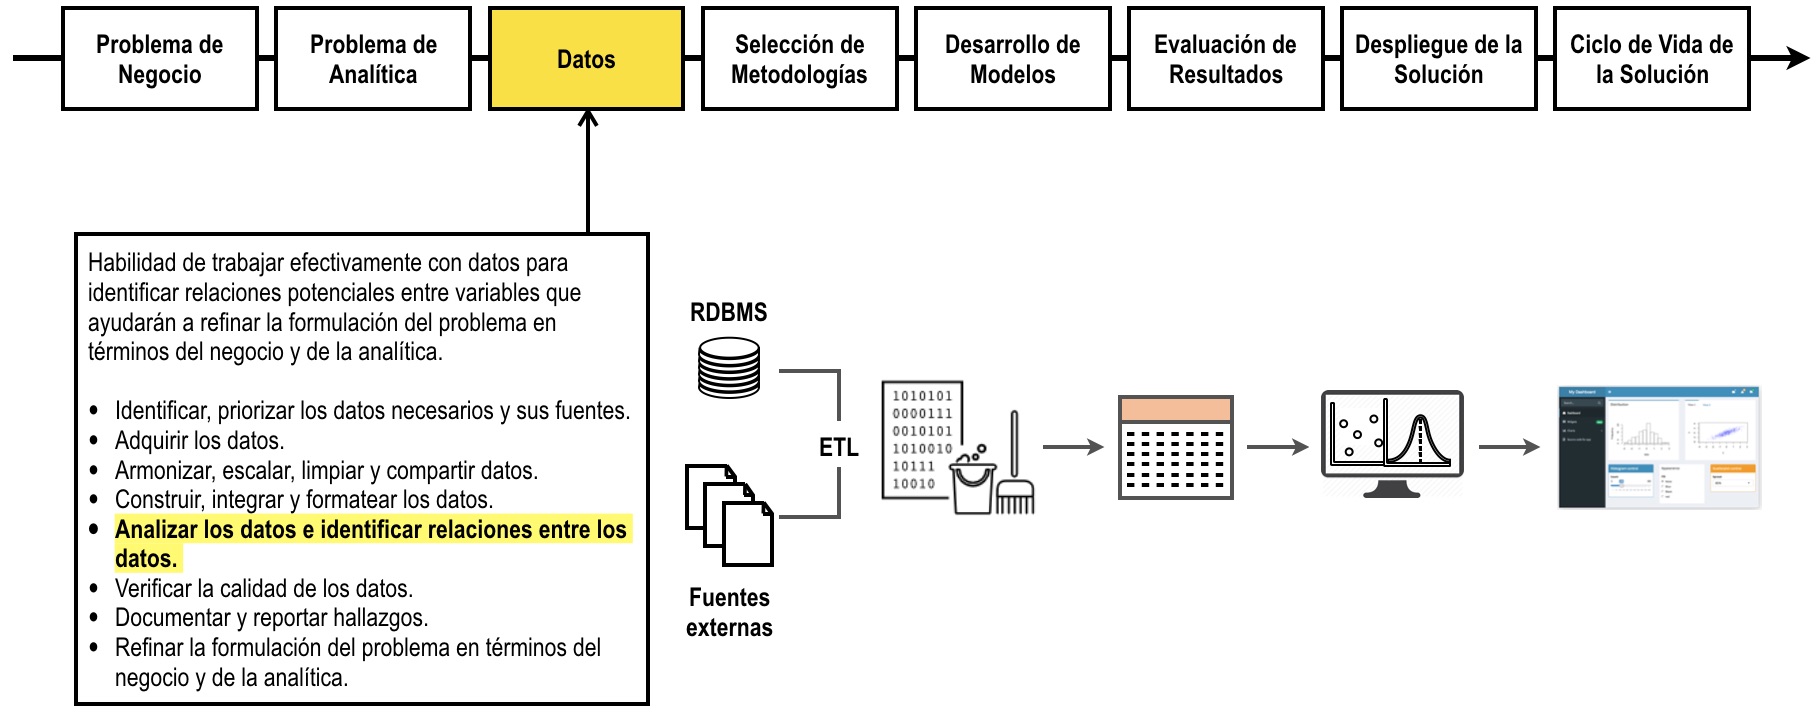 Problema de
Negocio
Problema de
Analítica
Datos
Selección de
Metodologías
Desarrollo de
Modelos
Evaluación de
Resultados
Despliegue de la
Solución
Ciclo de Vida de
la Solución
Habilidad de trabajar efectivamente con datos para
identificar relaciones potenciales entre variables que
ayudarán a refinar la formulación del problema en
términos del negocio y de la analítica.
• Identificar, priorizar los datos necesarios y sus fuentes.
• Adquirir los datos.
• Armonizar, escalar, limpiar y compartir datos.
• Construir, integrar y formatear los datos.
• Analizar los datos e identificar relaciones entre los
datos.
• Verificar la calidad de los datos.
• Documentar y reportar hallazgos.
• Refinar la formulación del problema en términos del
negocio y de la analítica.
RDBMS
ETL
Fuentes
externas
1010101
0000111
0010101
1010010
10111
10010
My Dashboard